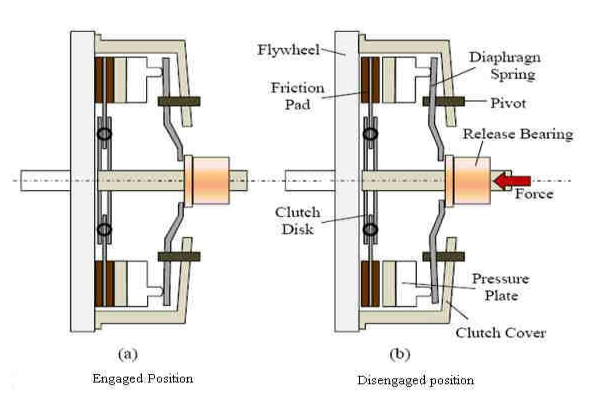 Flywheel
Diaphragn
Spring
Friction
Pad
Pivot
Release Bearing
Force
Clutch
Disk
Pressure
Plate
Clutch Cover
(a)
(b)
Engaged Position
Disengaged position